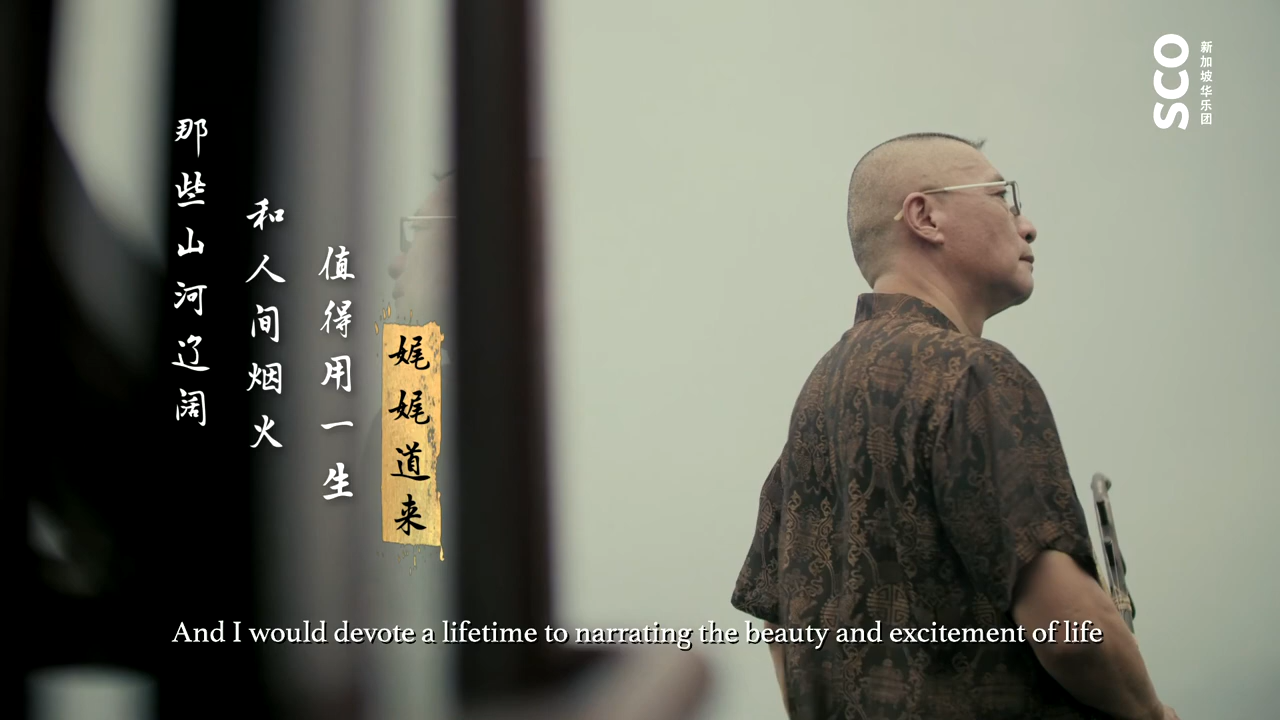 那些山河辽阔
和人间烟火
值得用一生
娓娓道来
SCO
新加坡华乐团
And I would devote a lifetime to narrating the beauty and excitement of life